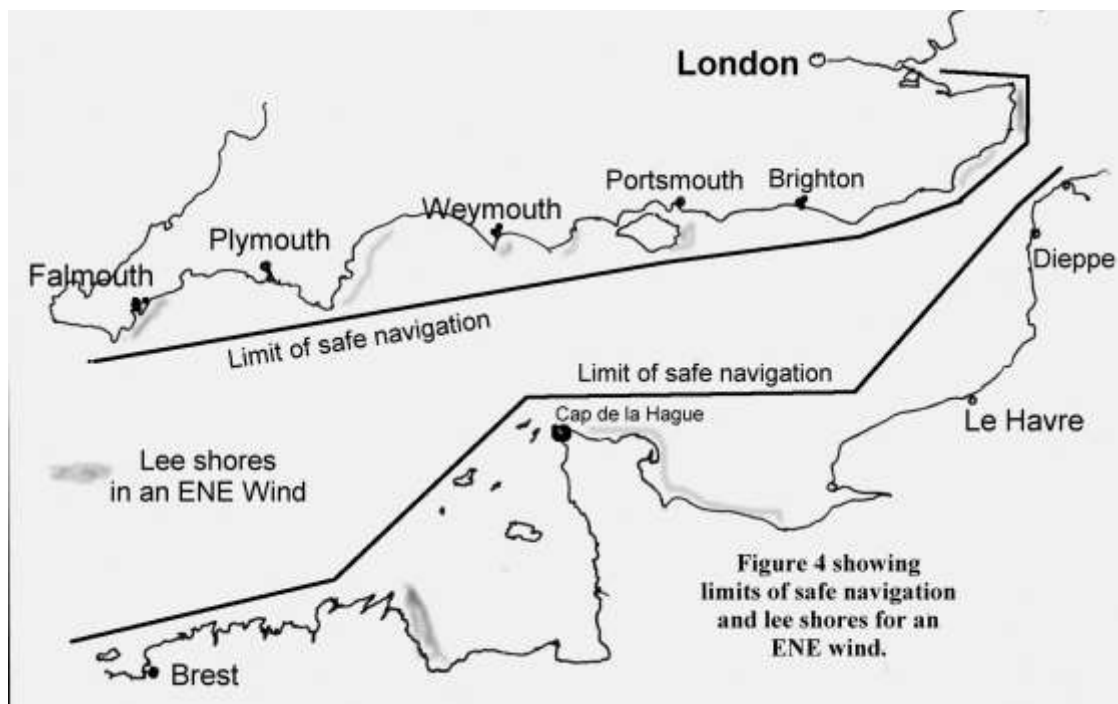 London
Portsmouth
Brighton
Weymouth
Plymouth
Falmouth
Dieppe
Limit of safe navigation
Limit of safe navigation
Cap de la Hague
Le Havre
Lee shores
in an ENE Wind
Figure 4 showing
limits of safe navigation
and lee shores for an
ENE wind.
Brest